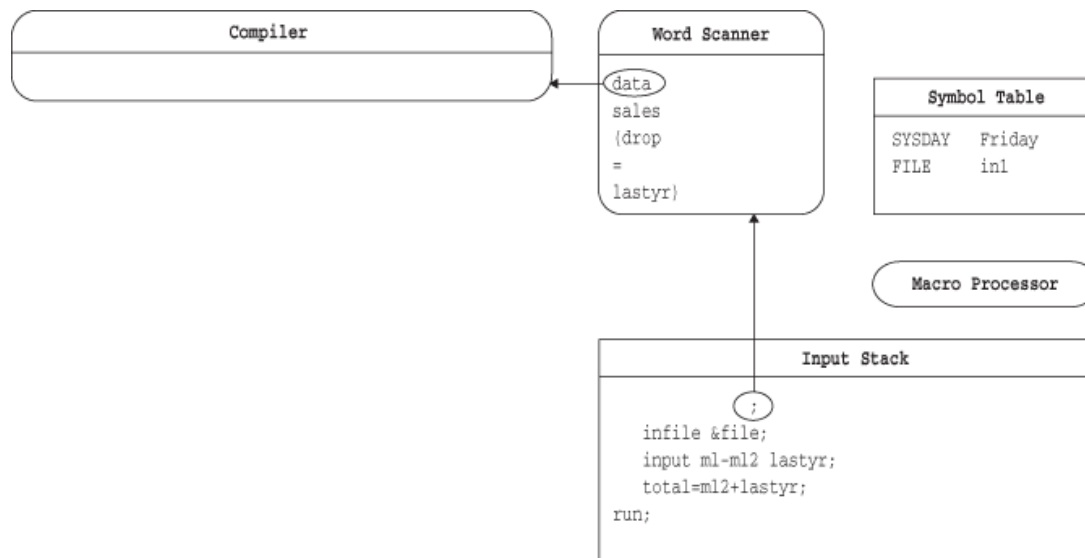 Compiler
Word Scanner
data
sales
(drop
=
lastyr)
Symbol Table
SYSDAY Friday
FILE in1
Macro Processor
Input Stack
;
infile &file;
input m1-m12 lastyr;
total=m12+lastyr;
run;